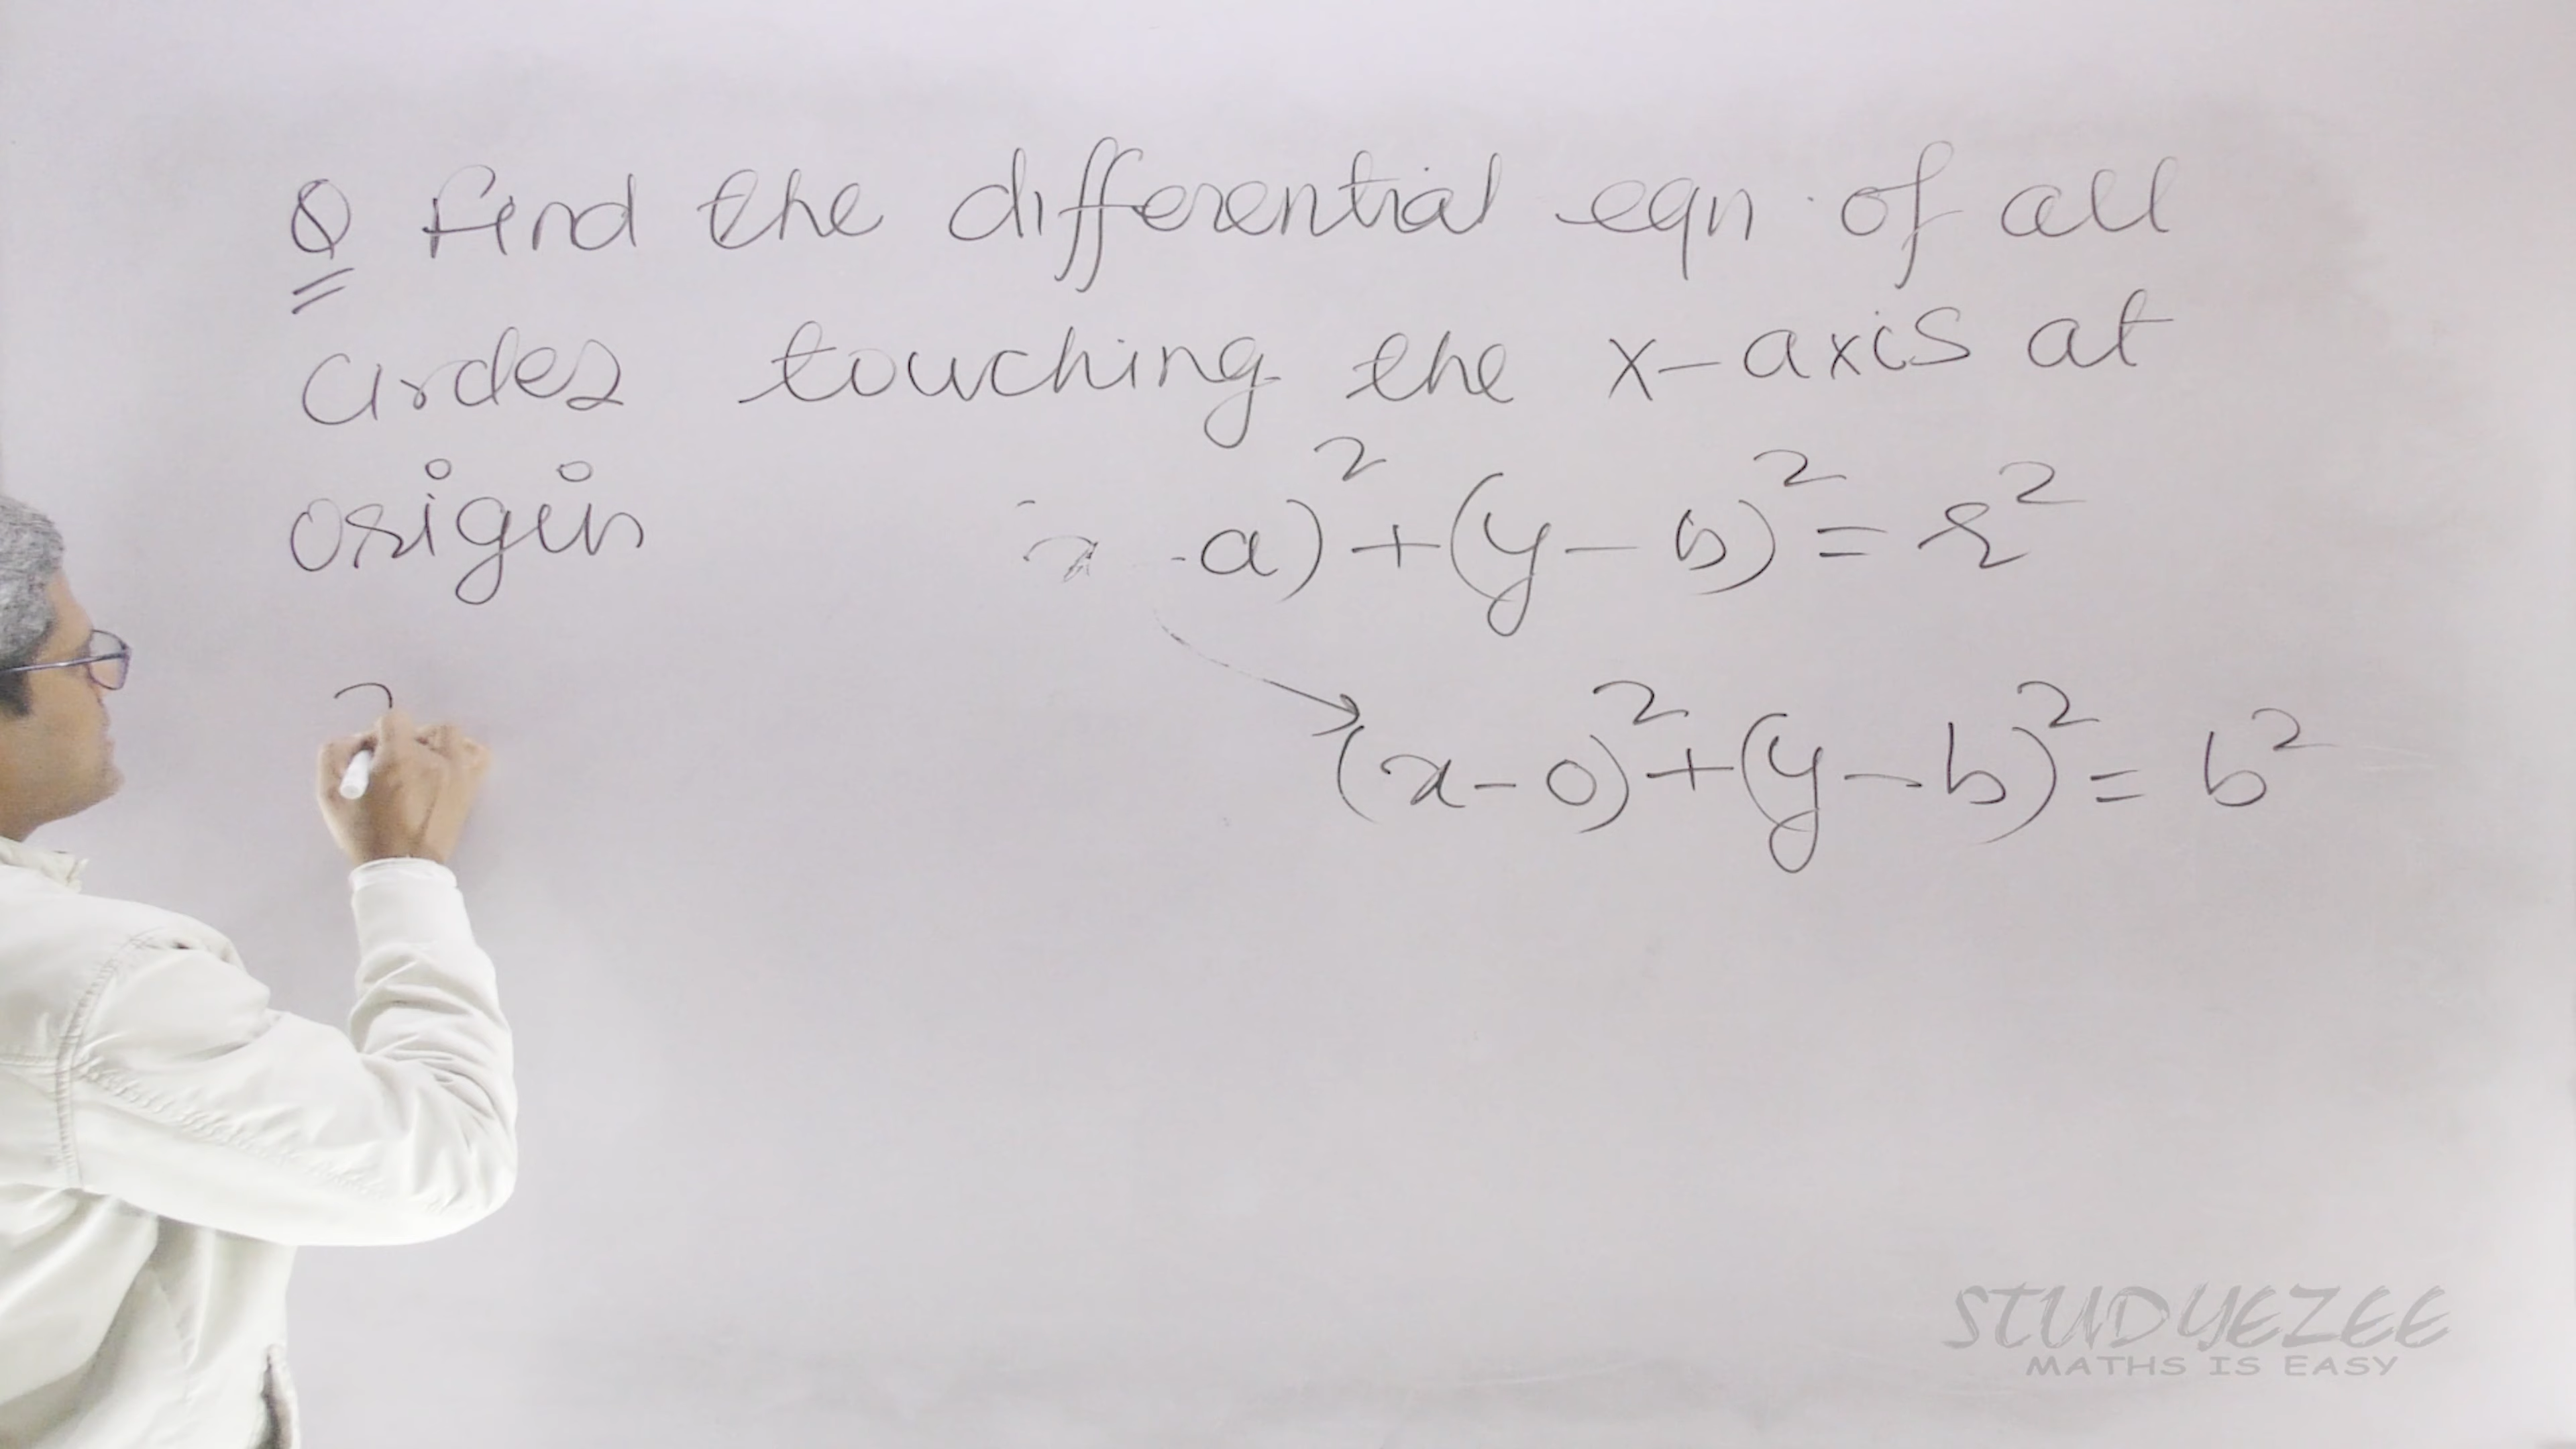 Q Find the differential eqn. of all
circles touching the x-axis at
origin
x - a)² + (y - b)² = r²
(x - 0)² + (y - b)² = b²
STUDYEZEE
MATHS IS EASY